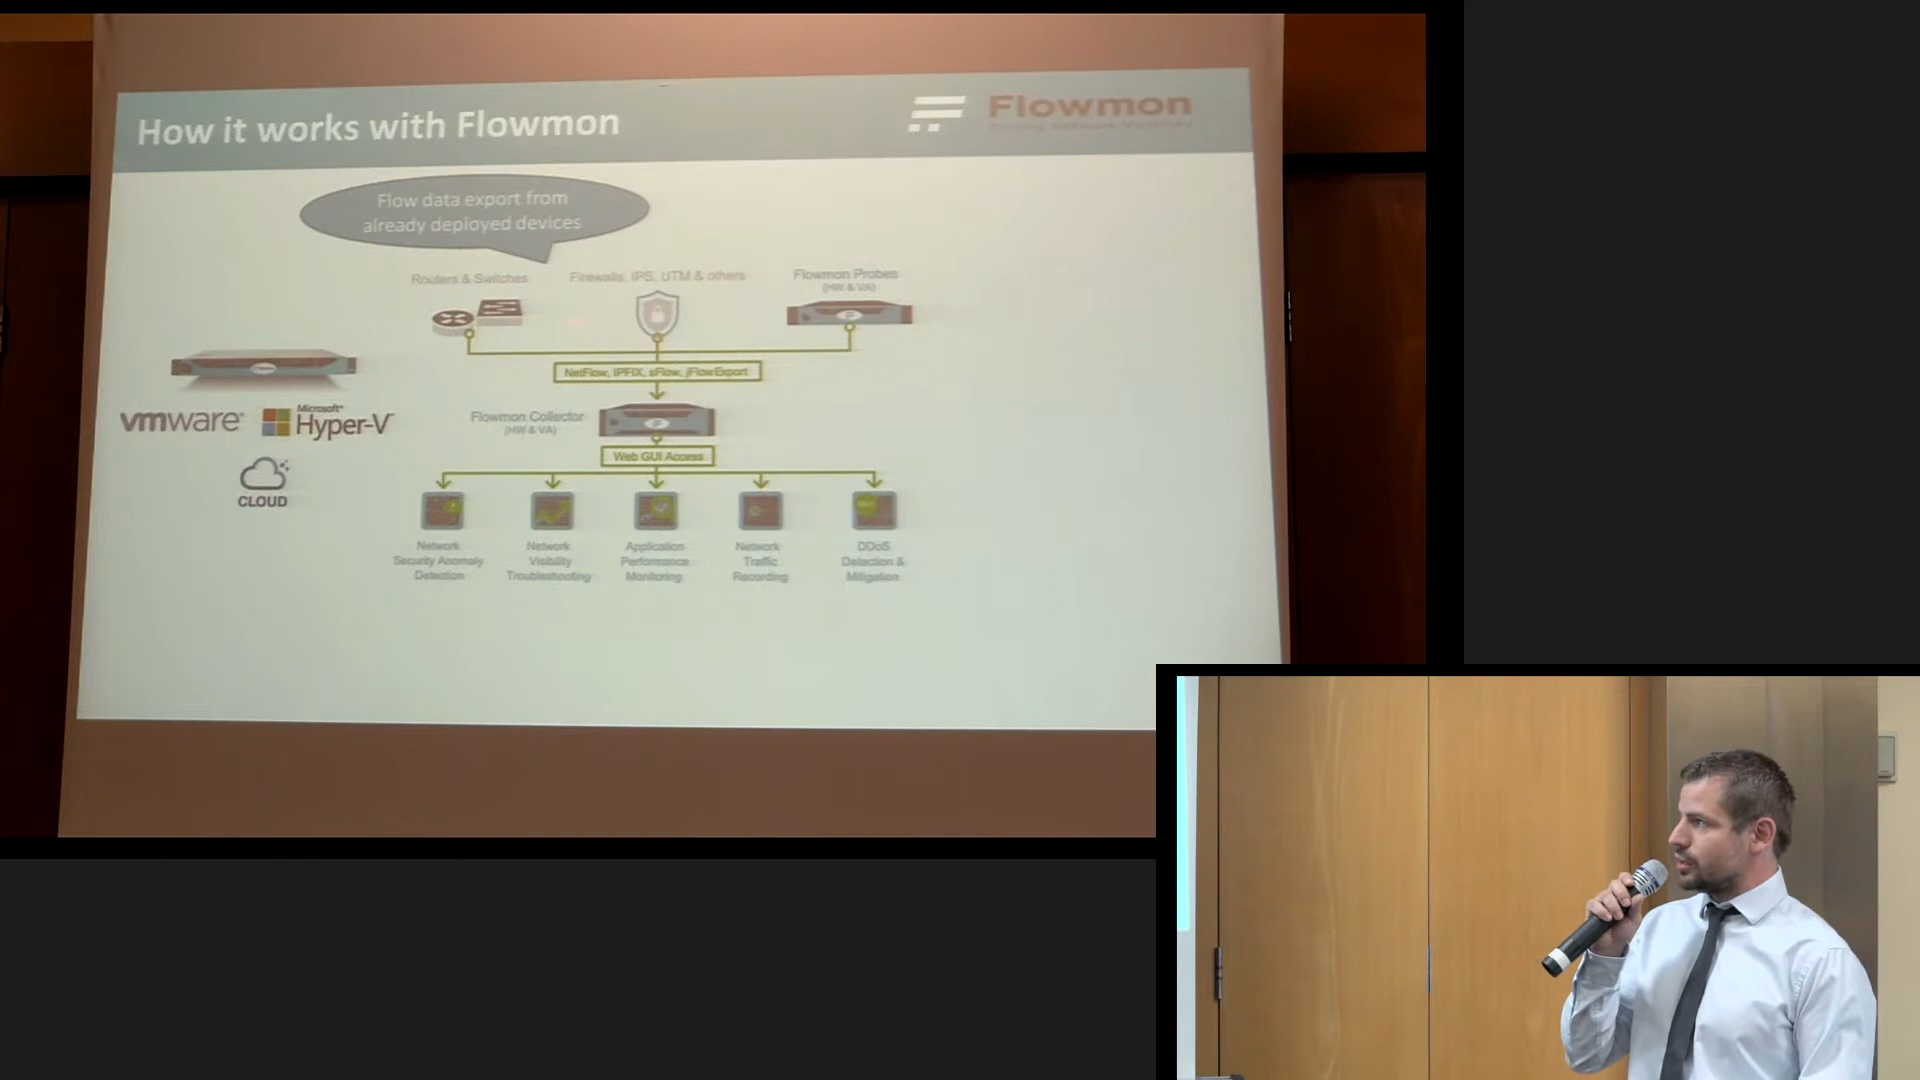 How it works with Flowmon
Flowmon
Flow data export from
already deployed devices
Routers & Switches
Firewalls, IPS, UTM & others
Flowmon Probes
(HW & VA)
NetFlow, IPFIX, sFlow, jFlowExport
vmware
Microsoft
Hyper-V
CLOUD
Flowmon Collector
(HW & VA)
Web GUI Access
Network
Security Anomaly
Detection
Network
Visibility
Troubleshooting
Application
Performance
Monitoring
Network
Traffic
Recording
DDoS
Detection &
Mitigation